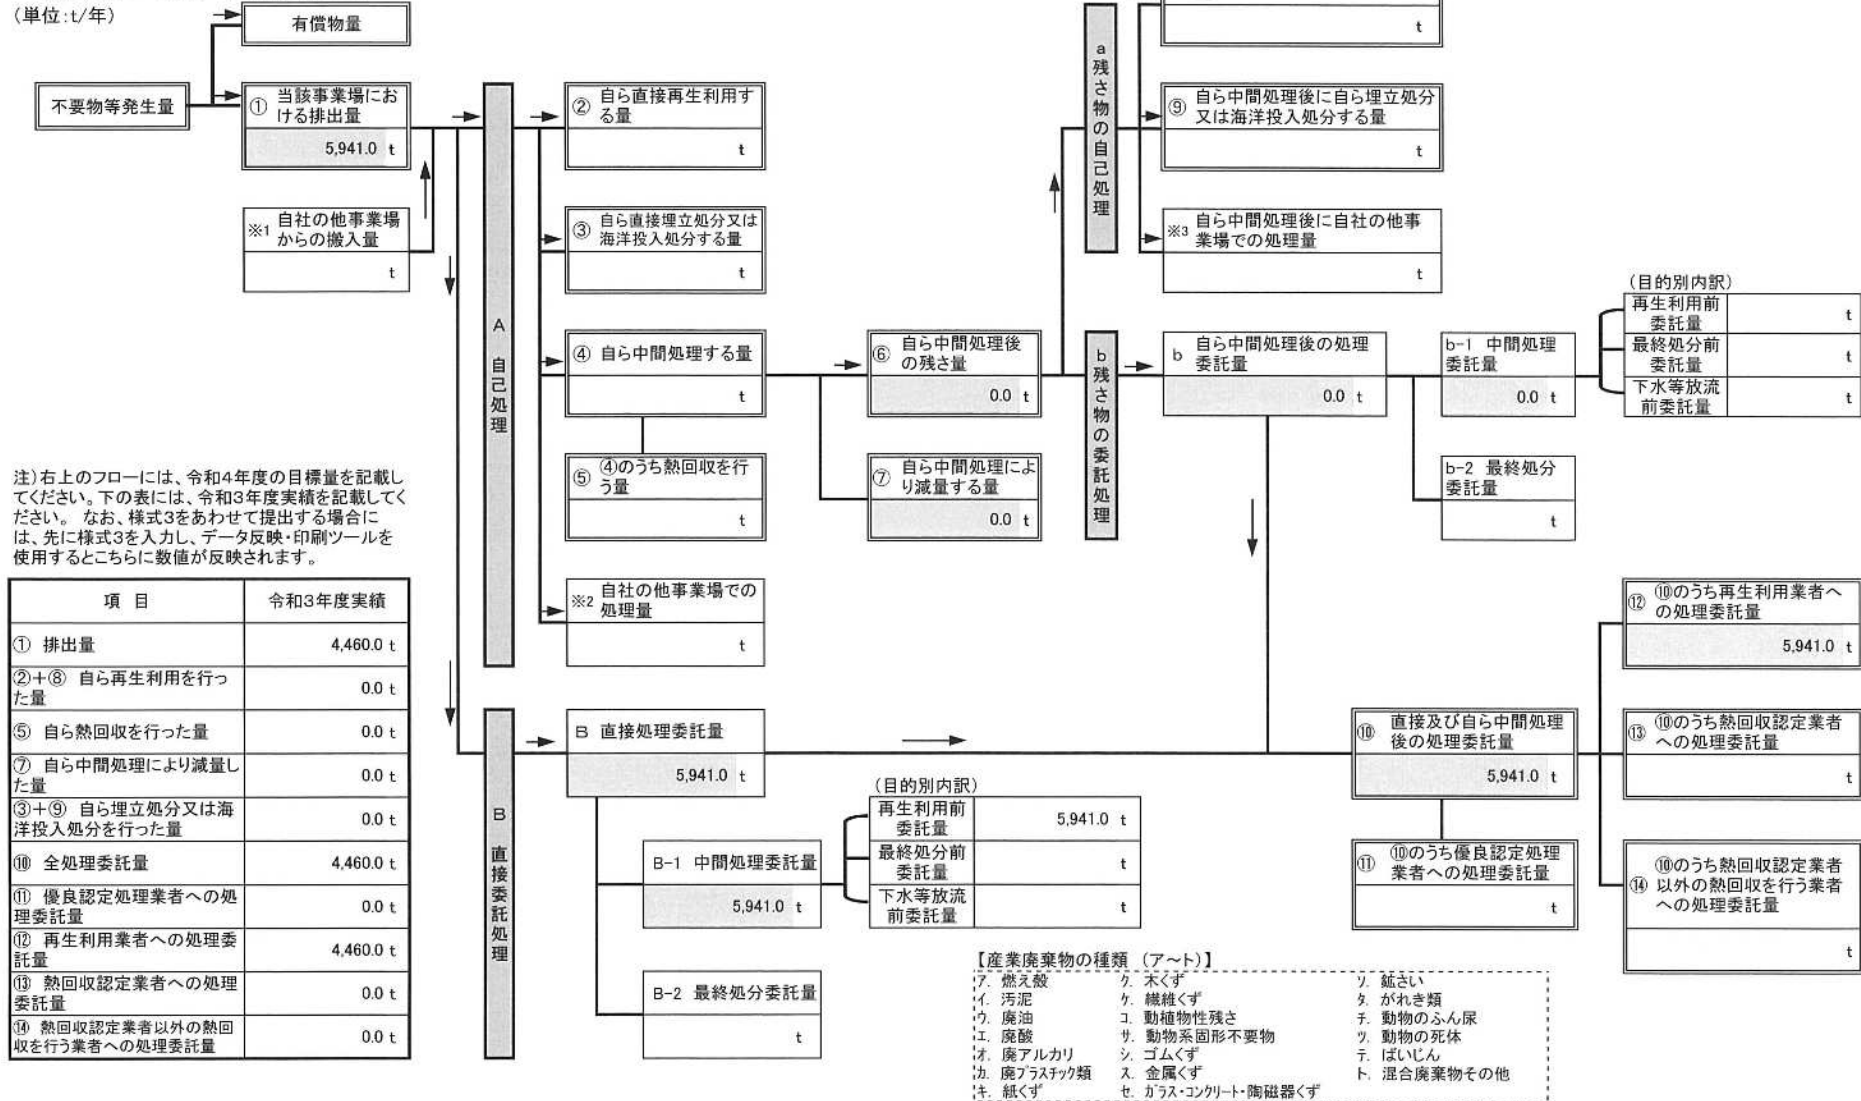 (単位:t/年)
有償物量
不要物等発生量
① 当該事業場にお
ける排出量
5,941.0 t
※1 自社の他事業場
からの搬入量
t
A 自己処理
② 自ら直接再生利用す
る量
t
③ 自ら直接埋立処分又は
海洋投入処分する量
t
④ 自ら中間処理する量
t
⑤ ④のうち熱回収を行
う量
t
※2 自社の他事業場での
処理量
t
⑥ 自ら中間処理後
の残さ量
0.0 t
⑦ 自ら中間処理によ
り減量する量
0.0 t
a 残さ物の自己処理
t
⑨ 自ら中間処理後に自ら埋立処分
又は海洋投入処分する量
t
※3 自ら中間処理後に自社の他事
業場での処理量
t
b 残さ物の委託処理
b 自ら中間処理後の処理
委託量
0.0 t
b-1 中間処理
委託量
0.0 t
b-2 最終処分
委託量
t
(目的別内訳)
再生利用前
委託量
t
最終処分前
委託量
t
下水等放流
前委託量
t
注)右上のフローには、令和4年度の目標量を記載し
てください。下の表には、令和3年度実績を記載してく
ださい。 なお、様式3をあわせて提出する場合に
は、先に様式3を入力し、データ反映・印刷ツールを
使用するとこちらに数値が反映されます。
項 目 令和3年度実績
① 排出量 4,460.0 t
②+⑧ 自ら再生利用を行っ
た量
0.0 t
⑤ 自ら熱回収を行った量 0.0 t
⑦ 自ら中間処理により減量し
た量
0.0 t
③+⑨ 自ら埋立処分又は海
洋投入処分を行った量
0.0 t
⑩ 全処理委託量 4,460.0 t
⑪ 優良認定処理業者への処
理委託量
0.0 t
⑫ 再生利用業者への処理委
託量
4,460.0 t
⑬ 熱回収認定業者への処理
委託量
0.0 t
⑭ 熱回収認定業者以外の熱回
収を行う業者への処理委託量
0.0 t
B 直接委託処理
B 直接処理委託量
5,941.0 t
B-1 中間処理委託量
5,941.0 t
B-2 最終処分委託量
t
(目的別内訳)
再生利用前
委託量
5,941.0 t
最終処分前
委託量
t
下水等放流
前委託量
t
⑩ 直接及び自ら中間処理
後の処理委託量
5,941.0 t
⑪ ⑩のうち優良認定処理
業者への処理委託量
t
⑫ ⑩のうち再生利用業者へ
の処理委託量
5,941.0 t
⑬ ⑩のうち熱回収認定業者
への処理委託量
t
⑭ ⑩のうち熱回収認定業者
以外の熱回収を行う業者
への処理委託量
t
【産業廃棄物の種類 (ア~ト)】
ア. 燃え殻 ク. 木くず ソ. 鉱さい
イ. 汚泥 ケ. 繊維くず タ. がれき類
ウ. 廃油 コ. 動植物性残さ チ. 動物のふん尿
エ. 廃酸 サ. 動物系固形不要物 ツ. 動物の死体
オ. 廃アルカリ シ. ゴムくず テ. ばいじん
カ. 廃プラスチック類 ス. 金属くず ト. 混合廃棄物その他
キ. 紙くず セ. ガラス・コンクリート・陶磁器くず